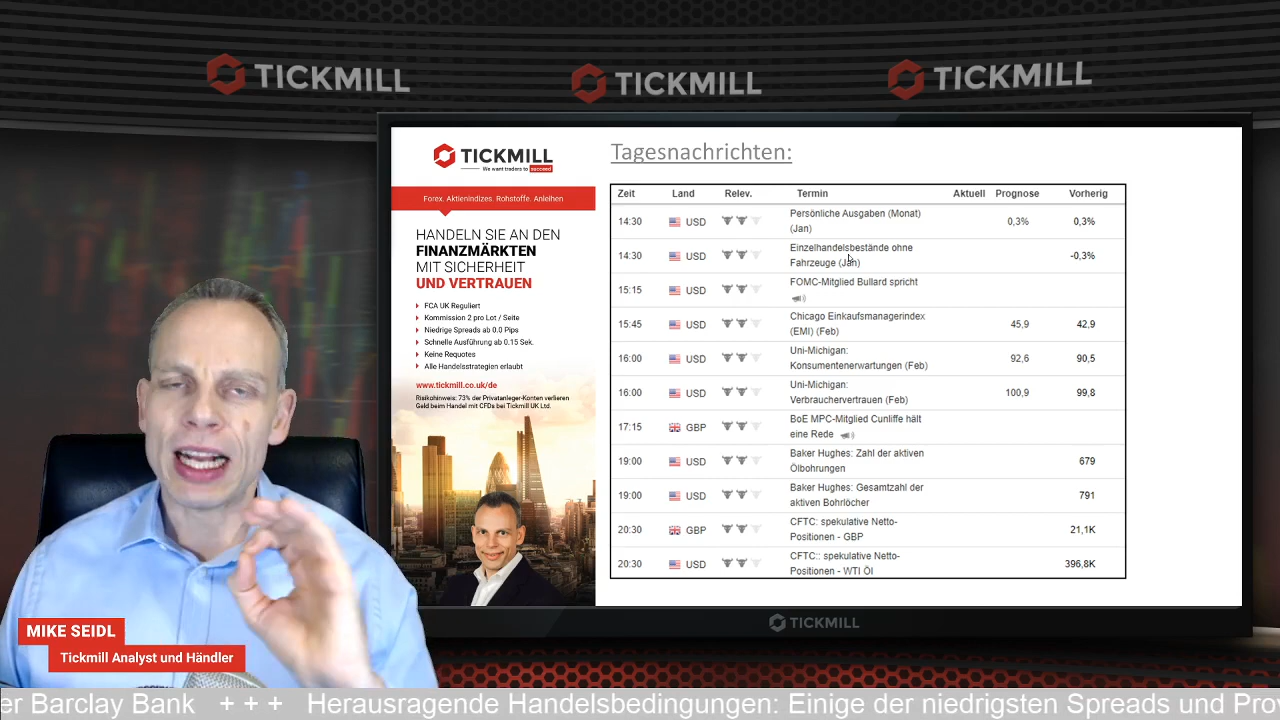 TICKMILL
TICKMILL
TICKMILL
TICKMILL
We want traders to succeed
Forex. Aktienindizes. Rohstoffe. Anleihen
HANDELN SIE AN DEN
FINANZMÄRKTEN
MIT SICHERHEIT
UND VERTRAUEN
FCA UK Reguliert
Kommission 2 pro Lot / Seite
Niedrige Spreads ab 0.0 Pips
Schnelle Ausführung ab 0.15 Sek.
Keine Requotes
Alle Handelsstrategien erlaubt
www.tickmill.co.uk/de
Risikohinweis: 73% der Privatanleger-Konten verlieren
Geld beim Handel mit CFDs bei Tickmill UK Ltd.
Tagesnachrichten:
Zeit Land Relev. Termin Aktuell Prognose Vorherig
14:30 USD Persönliche Ausgaben (Monat) 0,3% 0,3%
(Jan)
14:30 USD Einzelhandelsbestände ohne -0,3%
Fahrzeuge (Jan)
15:15 USD FOMC-Mitglied Bullard spricht
15:45 USD Chicago Einkaufsmanagerindex 45,9 42,9
(EMI) (Feb)
16:00 USD Uni-Michigan: 92,6 90,5
Konsumentenerwartungen (Feb)
16:00 USD Uni-Michigan: 100,9 99,8
Verbrauchervertrauen (Feb)
17:15 GBP BoE MPC-Mitglied Cunliffe hält
eine Rede
19:00 USD Baker Hughes: Zahl der aktiven 679
Ölbohrungen
19:00 USD Baker Hughes: Gesamtzahl der 791
aktiven Bohrlöcher
20:30 GBP CFTC: spekulative Netto- 21,1K
Positionen - GBP
20:30 USD CFTC:: spekulative Netto- 396,8K
Positionen - WTI Öl
TICKMILL
MIKE SEIDL
Tickmill Analyst und Händler
er Barclay Bank + + + Herausragende Handelsbedingungen: Einige der niedrigsten Spreads und Pro